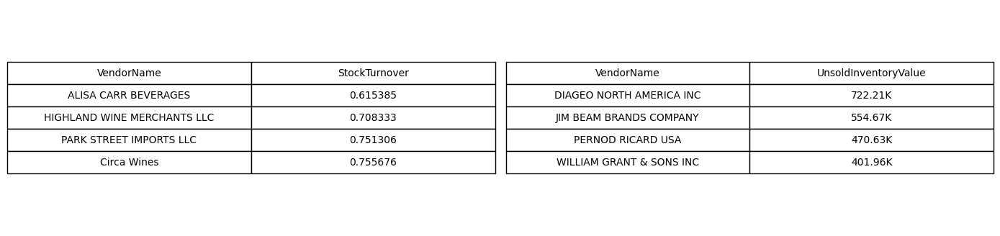 VendorName StockTurnover
ALISA CARR BEVERAGES 0.615385
HIGHLAND WINE MERCHANTS LLC 0.708333
PARK STREET IMPORTS LLC 0.751306
Circa Wines 0.755676
VendorName UnsoldInventoryValue
DIAGEO NORTH AMERICA INC 722.21K
JIM BEAM BRANDS COMPANY 554.67K
PERNOD RICARD USA 470.63K
WILLIAM GRANT & SONS INC 401.96K